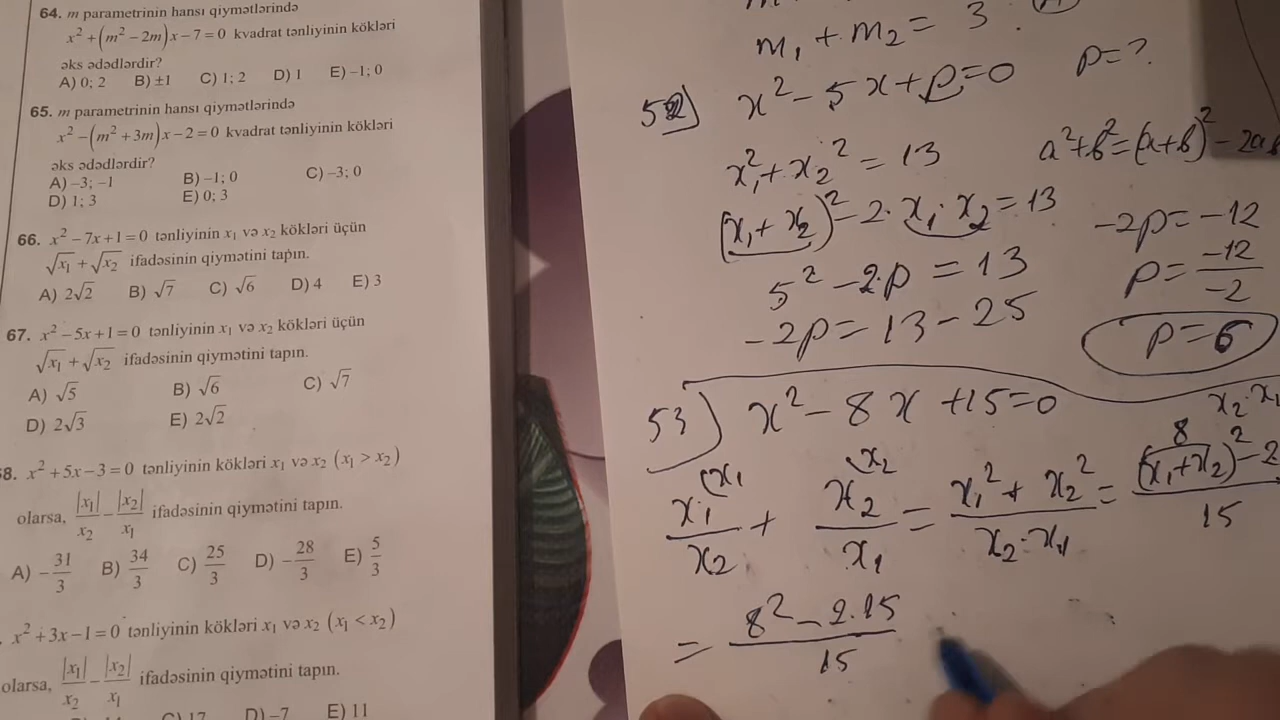 64. m parametrinin hansı qiymətlərində
x² + (m² − 2m)x − 7 = 0 kvadrat tənliyinin kökləri
əks ədədlərdir?
A) 0; 2 B) ±1 C) 1; 2 D) 1 E) −1; 0
65. m parametrinin hansı qiymətlərində
x² − (m² + 3m)x − 2 = 0 kvadrat tənliyinin kökləri
əks ədədlərdir?
A) −3; −1 B) −1; 0 C) −3; 0
D) 1; 3 E) 0; 3
66. x² − 7x + 1 = 0 tənliyinin x₁ və x₂ kökləri üçün
√x₁ + √x₂ ifadəsinin qiymətini tapın.
A) 2√2 B) √7 C) √6 D) 4 E) 3
67. x² − 5x + 1 = 0 tənliyinin x₁ və x₂ kökləri üçün
√x₁ + √x₂ ifadəsinin qiymətini tapın.
A) √5 B) √6 C) √7
D) 2√3 E) 2√2
8. x² + 5x − 3 = 0 tənliyinin kökləri x₁ və x₂ (x₁ > x₂)
olarsa, |x₁|/x₂ − |x₂|/x₁ ifadəsinin qiymətini tapın.
A) −31/3 B) 34/3 C) 25/3 D) −28/3 E) 5/3
x² + 3x − 1 = 0 tənliyinin kökləri x₁ və x₂ (x₁ < x₂)
olarsa, |x₁|/x₂ − |x₂|/x₁ ifadəsinin qiymətini tapın.
C) 17 D) −7 E) 11
m₁ + m₂ = 3
52) x² − 5x + p = 0 p = ?
x₁² + x₂² = 13 a² + b² = (a + b)² − 2a
(x₁ + x₂)² − 2 · x₁ · x₂ = 13
5² − 2 · p = 13
−2p = 13 − 25
−2p = −12
p = −12/−2
p = 6
53) x² − 8x + 15 = 0
x₁/x₂ (x₁ + x₂/x₁ (x₂ = x₁² + x₂²/x₂ · x₁ = (x₁ + x₂)² − 2/15
8
x₂ · x₁
= 8² − 2 · 15/15